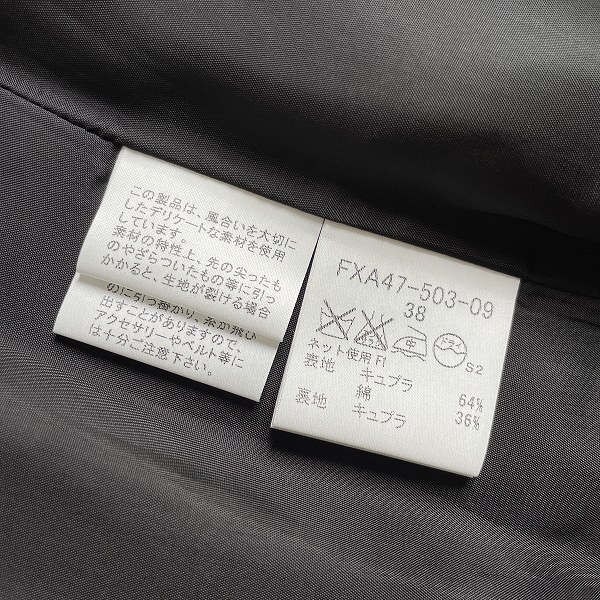 この製品は、風合いを大切に
したデリケートな素材を使用
しています。
素材の特性上、先の尖ったも
のやざらついたもの等に引っ
かかると、生地が裂ける場合
のに引っ掛かり、糸が飛び
出すことがありますので、
アクセサリーやベルト等に
は十分ご注意下さい。
FXA47-503-09
38
ドライ
S2
ネット使用
表地 キュプラ 64%
綿 36%
裏地 キュプラ